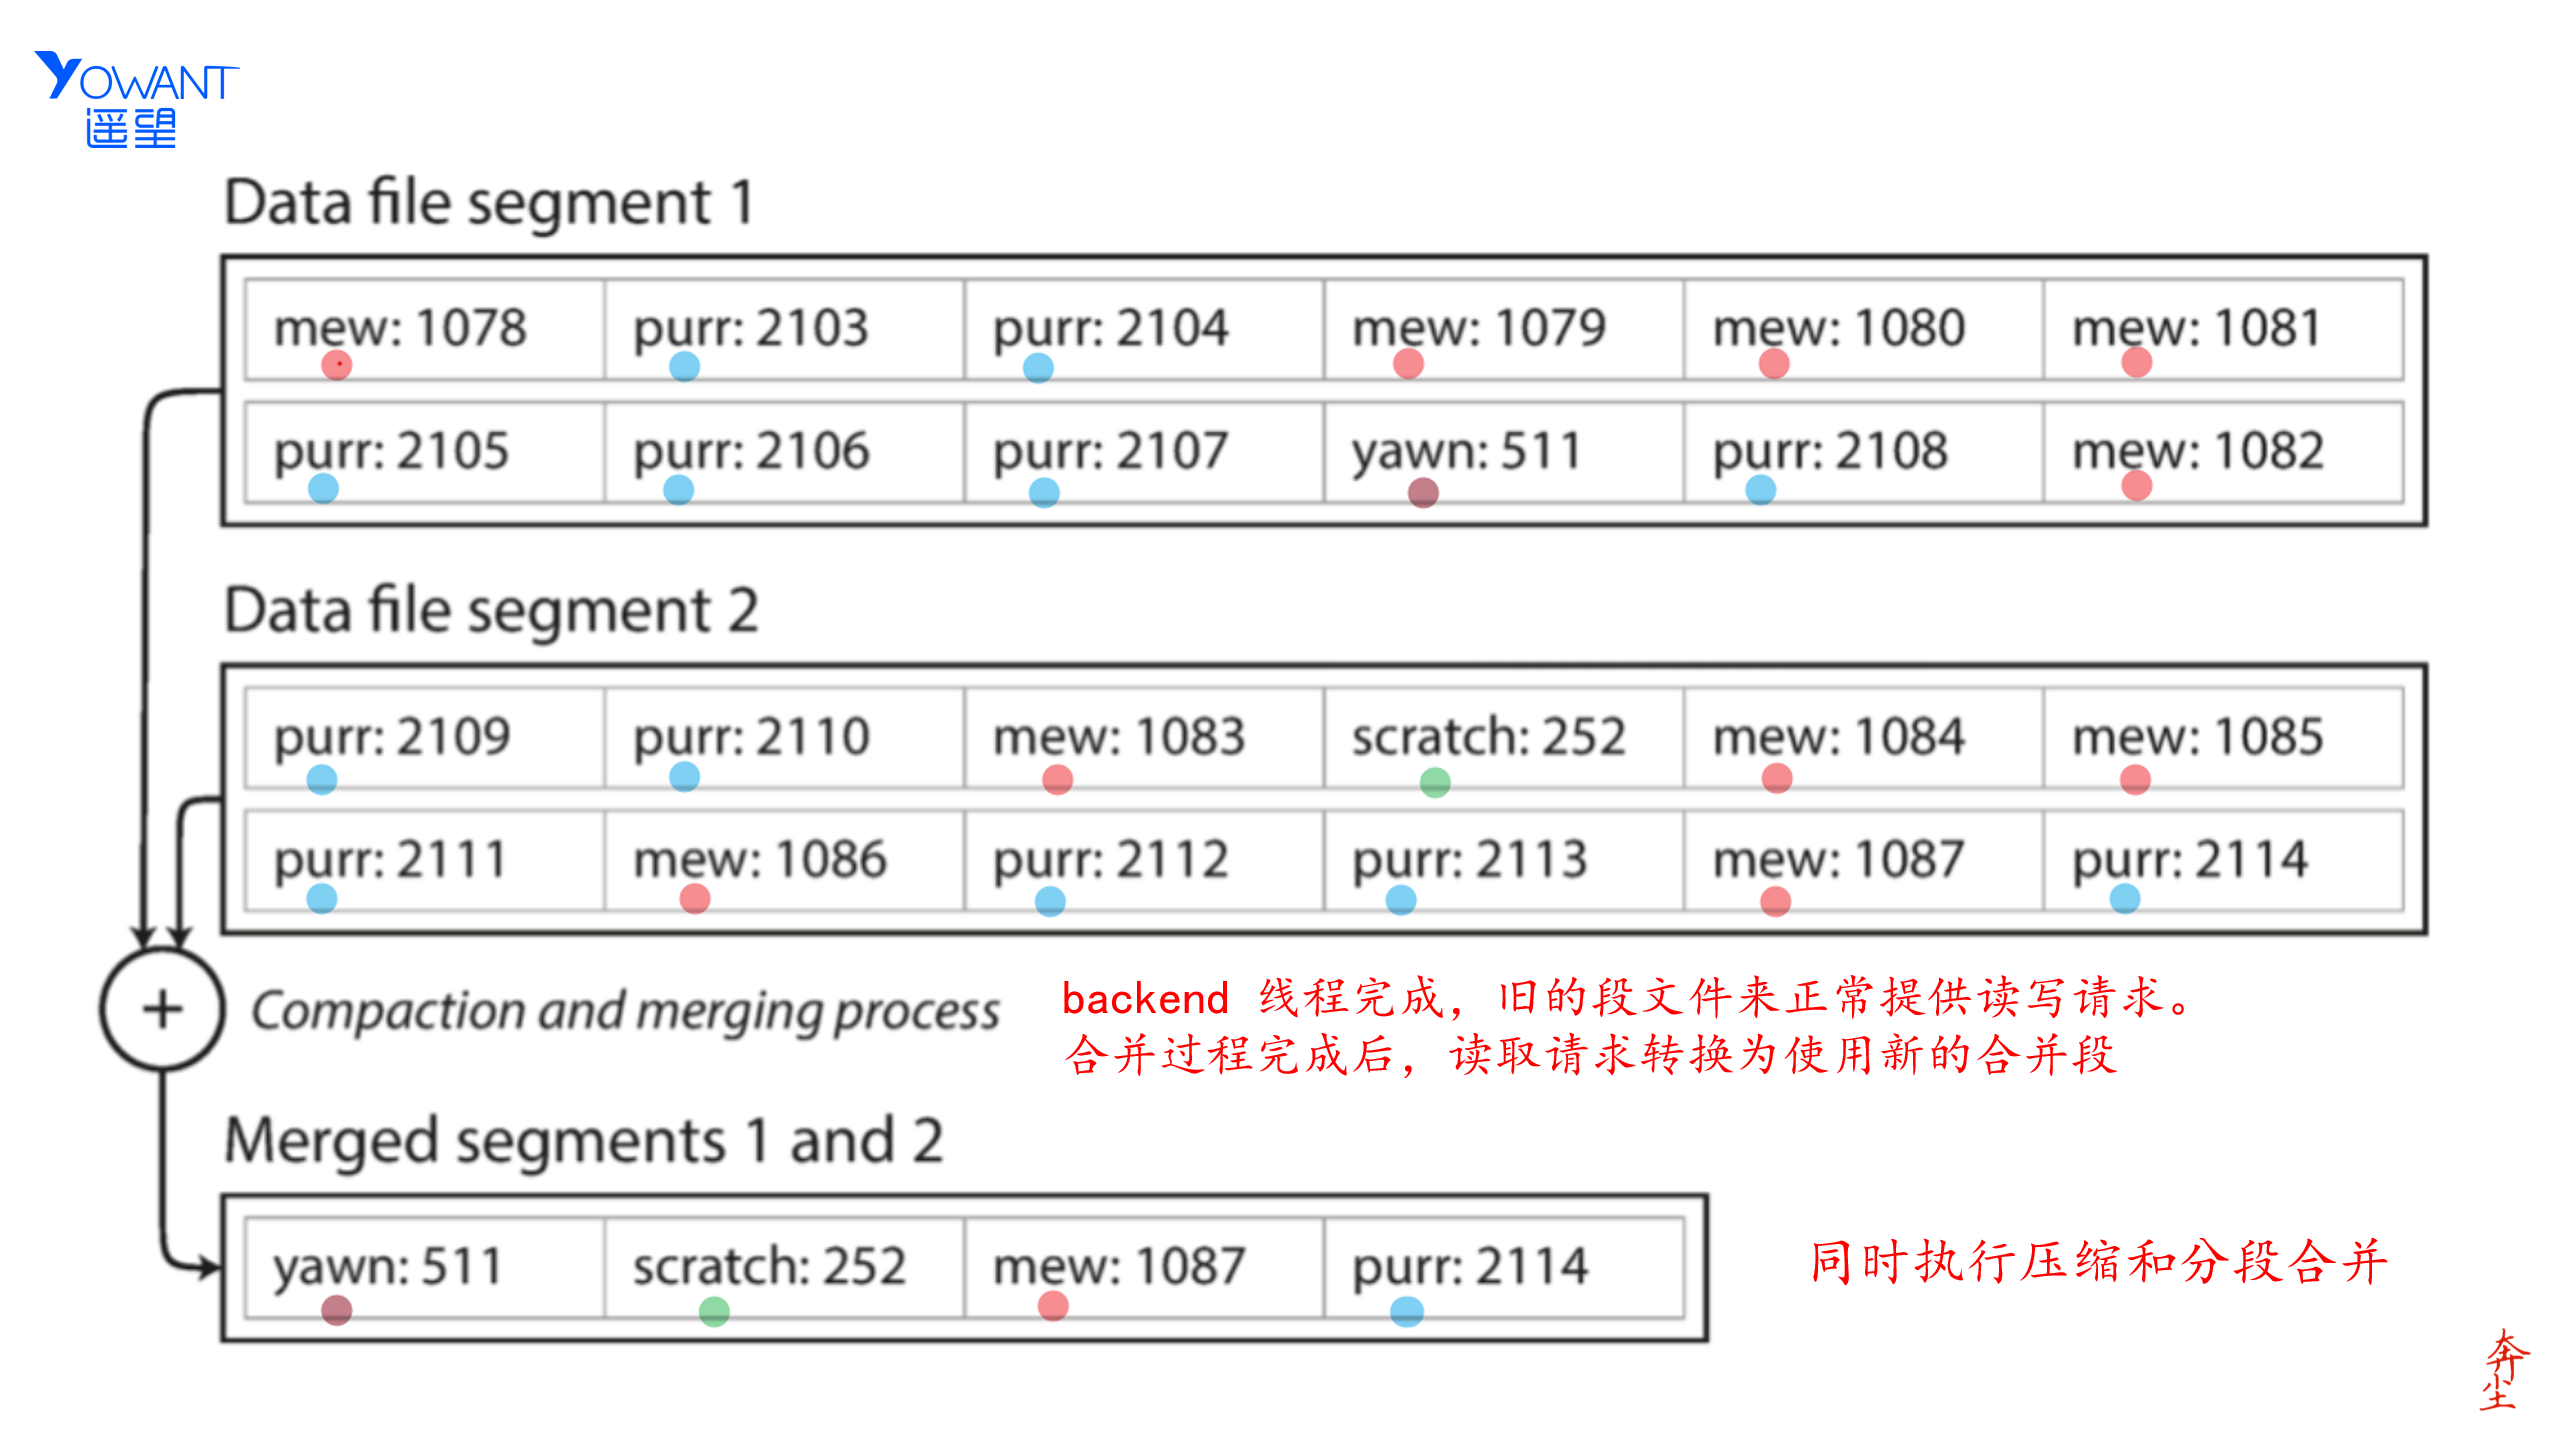 YOWANT
遥望
Data file segment 1
mew: 1078 purr: 2103 purr: 2104 mew: 1079 mew: 1080 mew: 1081
purr: 2105 purr: 2106 purr: 2107 yawn: 511 purr: 2108 mew: 1082
Data file segment 2
purr: 2109 purr: 2110 mew: 1083 scratch: 252 mew: 1084 mew: 1085
purr: 2111 mew: 1086 purr: 2112 purr: 2113 mew: 1087 purr: 2114
+ Compaction and merging process
backend 线程完成，旧的段文件来正常提供读写请求。
合并过程完成后，读取请求转换为使用新的合并段
Merged segments 1 and 2
yawn: 511 scratch: 252 mew: 1087 purr: 2114
同时执行压缩和分段合并
奔尘